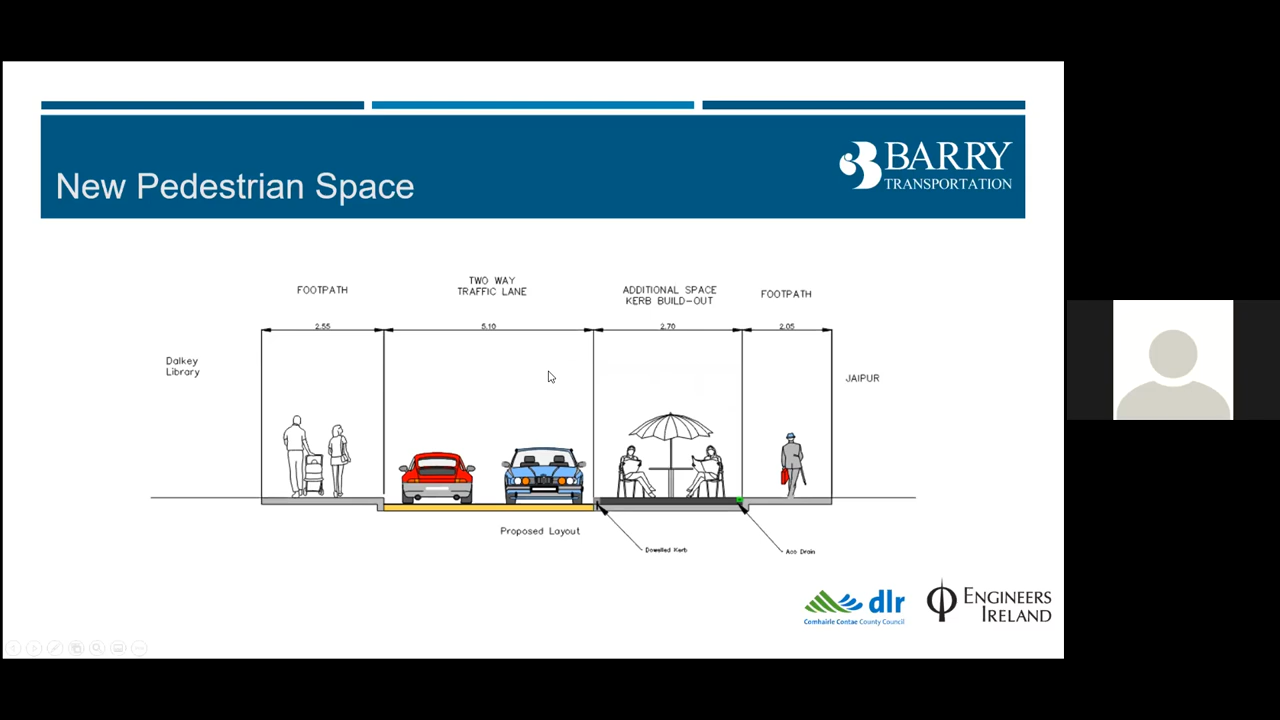 BARRY
TRANSPORTATION
New Pedestrian Space
FOOTPATH
TWO WAY
TRAFFIC LANE
ADDITIONAL SPACE
KERB BUILD-OUT
FOOTPATH
2.55
5.10
2.70
2.05
Dalkey
Library
JAIPUR
Proposed Layout
Dowelled Kerb
Aco Drain
dlr
Comhairle Contae County Council
ENGINEERS
IRELAND